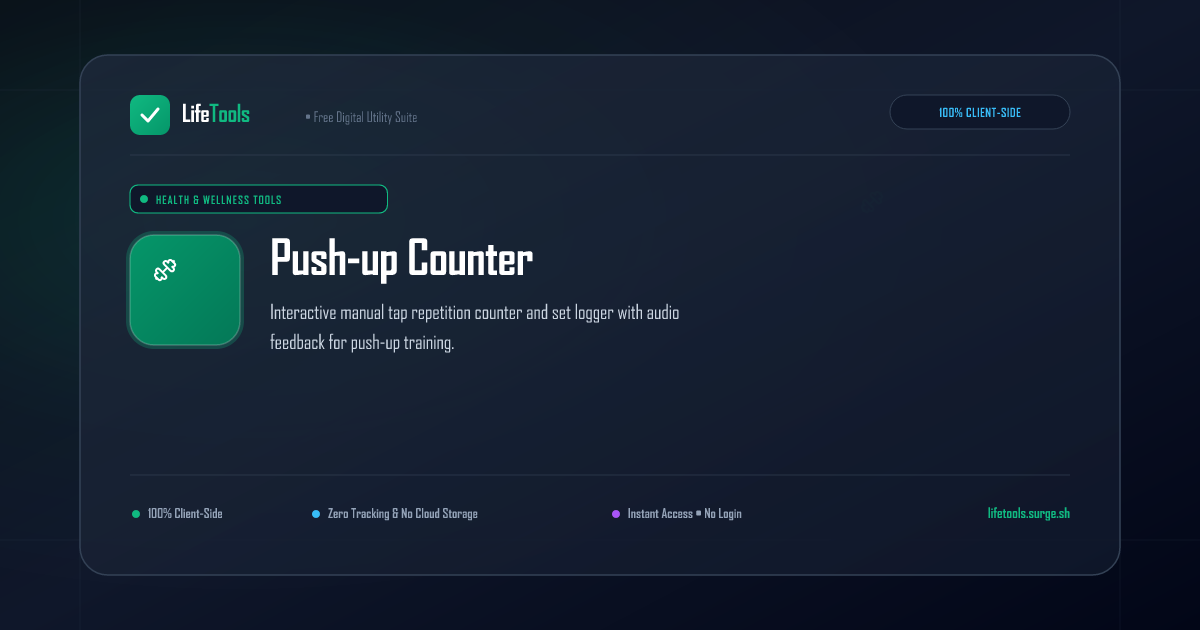 LifeTools
▪ Free Digital Utility Suite
100% CLIENT-SIDE
HEALTH & WELLNESS TOOLS
Push-up Counter
Interactive manual tap repetition counter and set logger with audio
feedback for push-up training.
100% Client-Side
Zero Tracking & No Cloud Storage
Instant Access ▪ No Login
lifetools.surge.sh